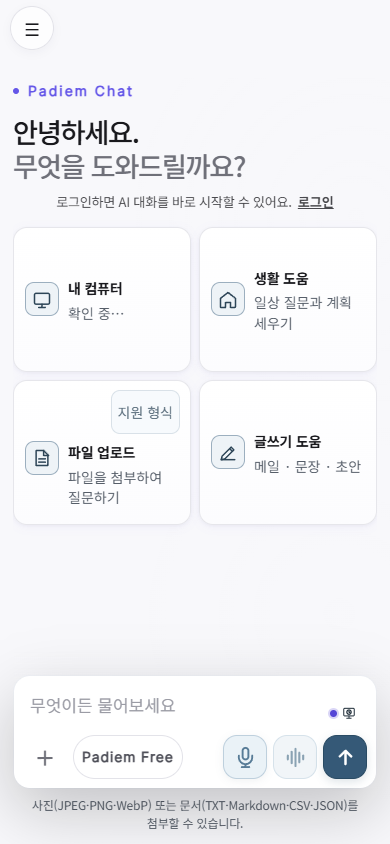 Padiem Chat
안녕하세요.
무엇을 도와드릴까요?
로그인하면 AI 대화를 바로 시작할 수 있어요. 로그인
내 컴퓨터
확인 중…
생활 도움
일상 질문과 계획
세우기
지원 형식
파일 업로드
파일을 첨부하여
질문하기
글쓰기 도움
메일 · 문장 · 초안
무엇이든 물어보세요
Padiem Free
사진(JPEG·PNG·WebP) 또는 문서(TXT·Markdown·CSV·JSON)를
첨부할 수 있습니다.